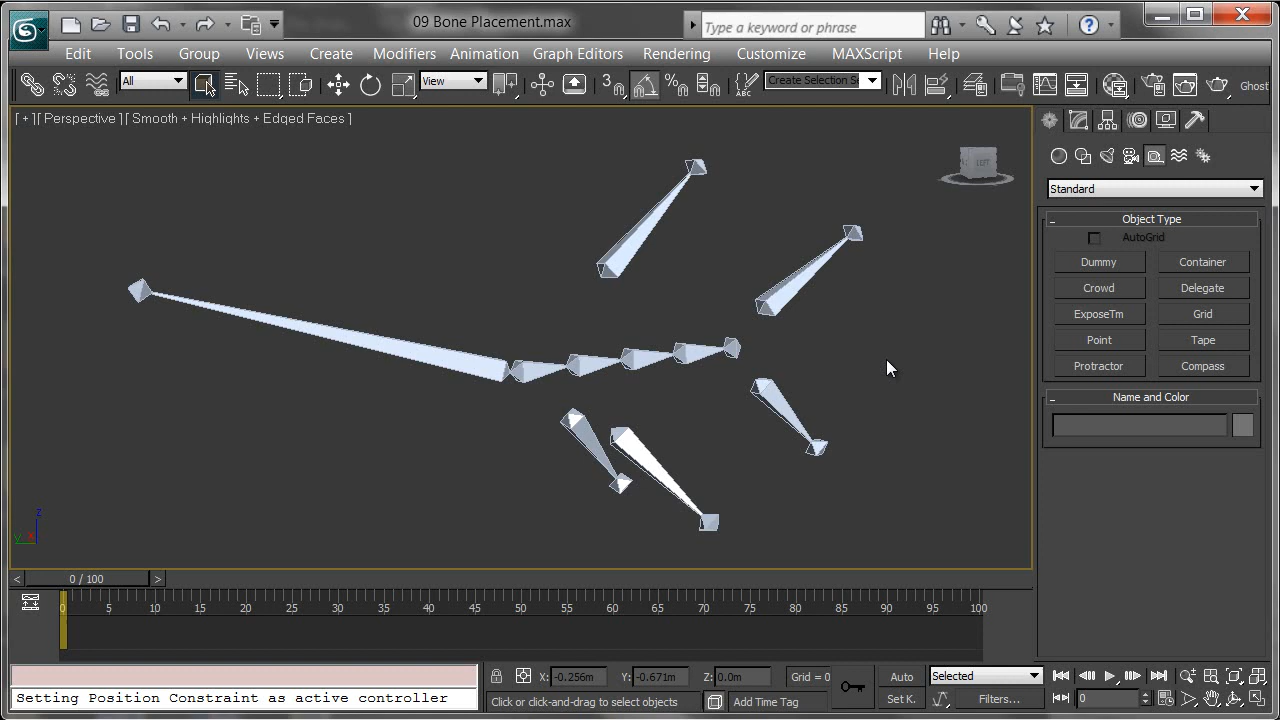 09 Bone Placement.max
Type a keyword or phrase
Edit Tools Group Views Create Modifiers Animation Graph Editors Rendering Customize MAXScript Help
All View Create Selection Se Ghost
[ + ][ Perspective ][ Smooth + Highlights + Edged Faces ]
LEFT
Standard
Object Type
AutoGrid
Dummy Container
Crowd Delegate
ExposeTm Grid
Point Tape
Protractor Compass
Name and Color
z
y x
< 0 / 100 >
0 5 10 15 20 25 30 35 40 45 50 55 60 65 70 75 80 85 90 95 100
X: -0.256m Y: -0.671m Z: 0.0m Grid = 0 Auto Selected
Setting Position Constraint as active controller
Click or click-and-drag to select objects Add Time Tag Set K. Filters... 0